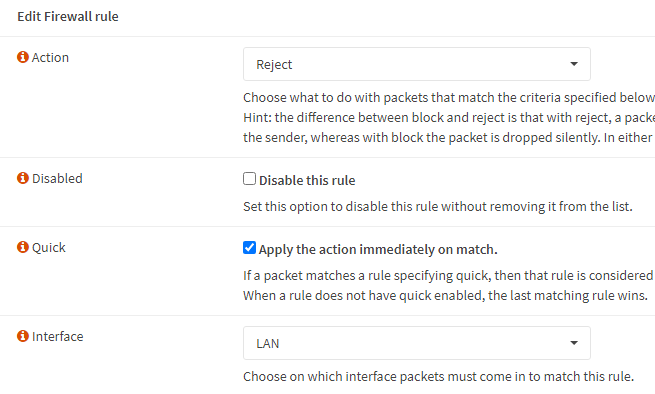 Edit Firewall rule
Action
Reject
Choose what to do with packets that match the criteria specified below
Hint: the difference between block and reject is that with reject, a packe
the sender, whereas with block the packet is dropped silently. In either
Disabled
Disable this rule
Set this option to disable this rule without removing it from the list.
Quick
Apply the action immediately on match.
If a packet matches a rule specifying quick, then that rule is considered
When a rule does not have quick enabled, the last matching rule wins.
Interface
LAN
Choose on which interface packets must come in to match this rule.